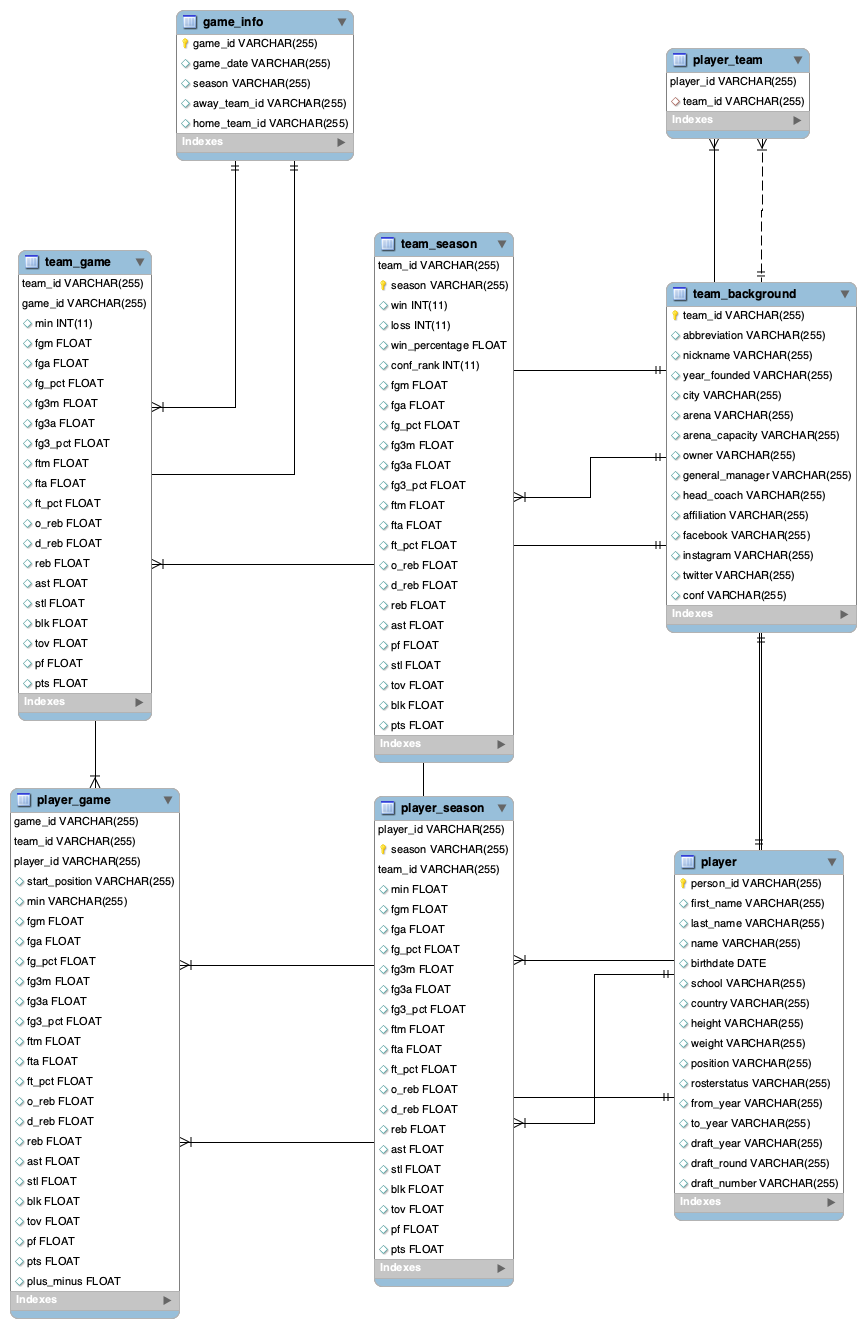 game_info
game_id VARCHAR(255)
game_date VARCHAR(255)
season VARCHAR(255)
away_team_id VARCHAR(255)
home_team_id VARCHAR(255)
Indexes
player_team
player_id VARCHAR(255)
team_id VARCHAR(255)
Indexes
team_game
team_id VARCHAR(255)
game_id VARCHAR(255)
min INT(11)
fgm FLOAT
fga FLOAT
fg_pct FLOAT
fg3m FLOAT
fg3a FLOAT
fg3_pct FLOAT
ftm FLOAT
fta FLOAT
ft_pct FLOAT
o_reb FLOAT
d_reb FLOAT
reb FLOAT
ast FLOAT
stl FLOAT
blk FLOAT
tov FLOAT
pf FLOAT
pts FLOAT
Indexes
team_season
team_id VARCHAR(255)
season VARCHAR(255)
win INT(11)
loss INT(11)
win_percentage FLOAT
conf_rank INT(11)
fgm FLOAT
fga FLOAT
fg_pct FLOAT
fg3m FLOAT
fg3a FLOAT
fg3_pct FLOAT
ftm FLOAT
fta FLOAT
ft_pct FLOAT
o_reb FLOAT
d_reb FLOAT
reb FLOAT
ast FLOAT
pf FLOAT
stl FLOAT
tov FLOAT
blk FLOAT
pts FLOAT
Indexes
team_background
team_id VARCHAR(255)
abbreviation VARCHAR(255)
nickname VARCHAR(255)
year_founded VARCHAR(255)
city VARCHAR(255)
arena VARCHAR(255)
arena_capacity VARCHAR(255)
owner VARCHAR(255)
general_manager VARCHAR(255)
head_coach VARCHAR(255)
affiliation VARCHAR(255)
facebook VARCHAR(255)
instagram VARCHAR(255)
twitter VARCHAR(255)
conf VARCHAR(255)
Indexes
player_game
game_id VARCHAR(255)
team_id VARCHAR(255)
player_id VARCHAR(255)
start_position VARCHAR(255)
min VARCHAR(255)
fgm FLOAT
fga FLOAT
fg_pct FLOAT
fg3m FLOAT
fg3a FLOAT
fg3_pct FLOAT
ftm FLOAT
fta FLOAT
ft_pct FLOAT
o_reb FLOAT
d_reb FLOAT
reb FLOAT
ast FLOAT
stl FLOAT
blk FLOAT
tov FLOAT
pf FLOAT
pts FLOAT
plus_minus FLOAT
Indexes
player_season
player_id VARCHAR(255)
season VARCHAR(255)
team_id VARCHAR(255)
min FLOAT
fgm FLOAT
fga FLOAT
fg_pct FLOAT
fg3m FLOAT
fg3a FLOAT
fg3_pct FLOAT
ftm FLOAT
fta FLOAT
ft_pct FLOAT
o_reb FLOAT
d_reb FLOAT
reb FLOAT
ast FLOAT
stl FLOAT
blk FLOAT
tov FLOAT
pf FLOAT
pts FLOAT
Indexes
player
person_id VARCHAR(255)
first_name VARCHAR(255)
last_name VARCHAR(255)
name VARCHAR(255)
birthdate DATE
school VARCHAR(255)
country VARCHAR(255)
height VARCHAR(255)
weight VARCHAR(255)
position VARCHAR(255)
rosterstatus VARCHAR(255)
from_year VARCHAR(255)
to_year VARCHAR(255)
draft_year VARCHAR(255)
draft_round VARCHAR(255)
draft_number VARCHAR(255)
Indexes